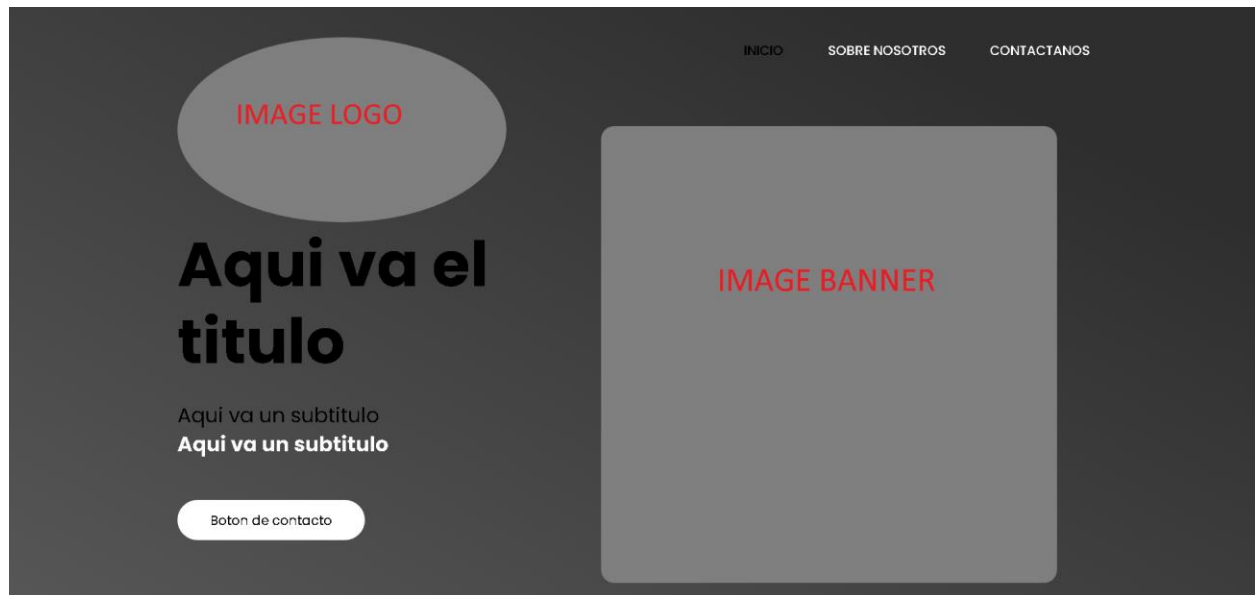 INICIO SOBRE NOSOTROS CONTACTANOS
IMAGE LOGO
Aqui va el
titulo
Aqui va un subtitulo
Aqui va un subtitulo
Boton de contacto
IMAGE BANNER